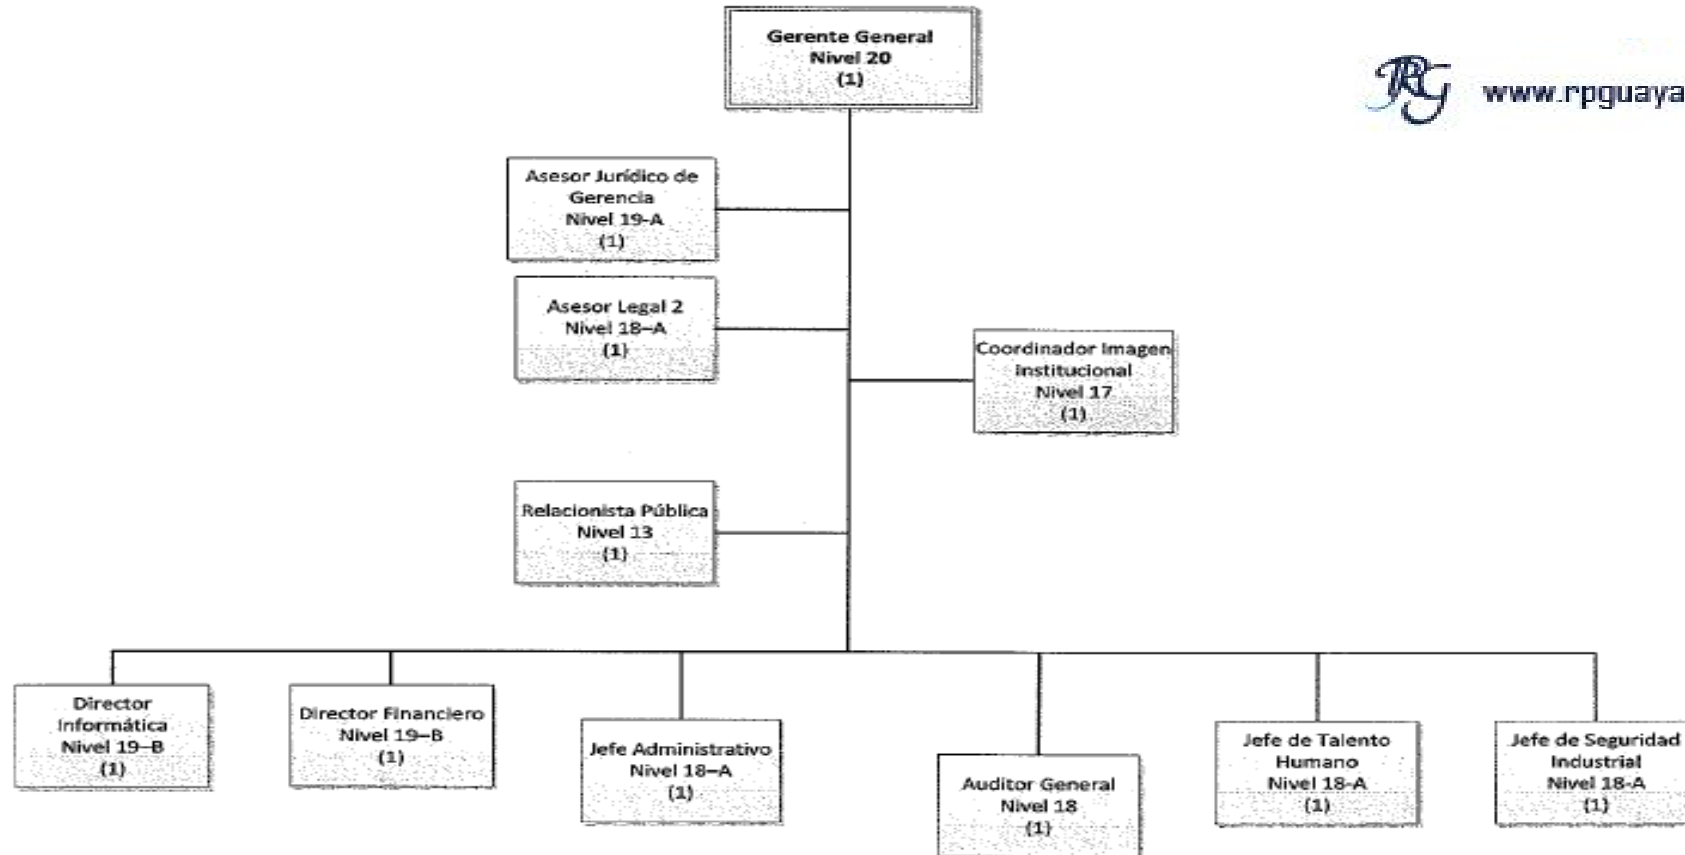 Gerente General
Nivel 20
(1)
RPG www.rpguaya
Asesor Jurídico de
Gerencia
Nivel 19-A
(1)
Asesor Legal 2
Nivel 18–A
(1)
Coordinador Imagen
institucional
Nivel 17
(1)
Relacionista Pública
Nivel 13
(1)
Director
Informática
Nivel 19–B
(1)
Director Financiero
Nivel 19–B
(1)
Jefe Administrativo
Nivel 18–A
(1)
Auditor General
Nivel 18
(1)
Jefe de Talento
Humano
Nivel 18-A
(1)
Jefe de Seguridad
Industrial
Nivel 18-A
(1)